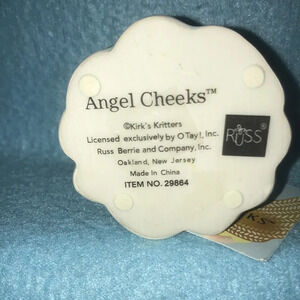 Angel Cheeks™
©Kirk's Kritters
Licensed exclusively by O Tay!, Inc.
Russ Berrie and Company, Inc.
Oakland, New Jersey
Made In China
ITEM NO. 29864
RUSS